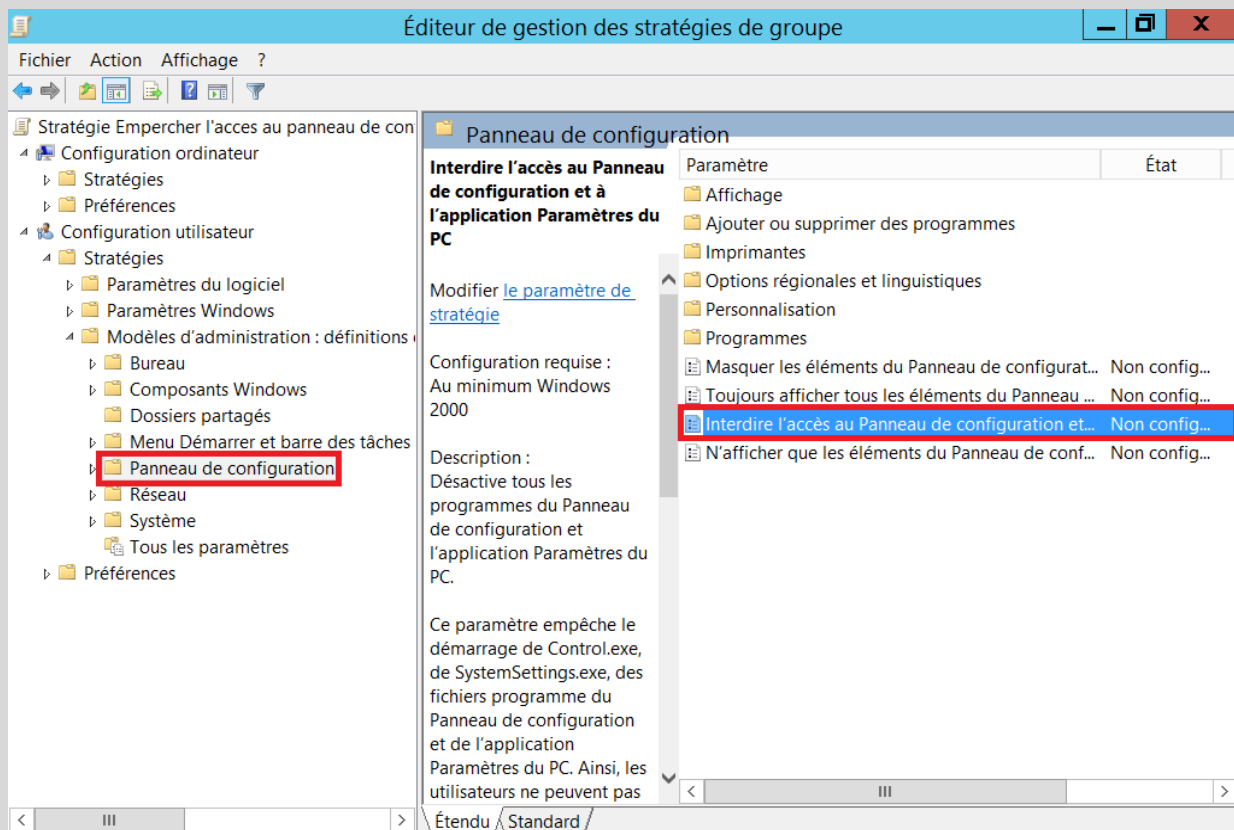 Éditeur de gestion des stratégies de groupe
Fichier Action Affichage ?
Stratégie Empercher l'acces au panneau de con
Configuration ordinateur
Stratégies
Préférences
Configuration utilisateur
Stratégies
Paramètres du logiciel
Paramètres Windows
Modèles d'administration : définitions
Bureau
Composants Windows
Dossiers partagés
Menu Démarrer et barre des tâches
Panneau de configuration
Réseau
Système
Tous les paramètres
Préférences
Panneau de configuration
Interdire l'accès au Panneau
de configuration et à
l'application Paramètres du
PC
Modifier le paramètre de
stratégie
Configuration requise :
Au minimum Windows
2000
Description :
Désactive tous les
programmes du Panneau
de configuration et
l'application Paramètres du
PC.
Ce paramètre empêche le
démarrage de Control.exe,
de SystemSettings.exe, des
fichiers programme du
Panneau de configuration
et de l'application
Paramètres du PC. Ainsi, les
utilisateurs ne peuvent pas
Paramètre État
Affichage
Ajouter ou supprimer des programmes
Imprimantes
Options régionales et linguistiques
Personnalisation
Programmes
Masquer les éléments du Panneau de configurat... Non config...
Toujours afficher tous les éléments du Panneau ... Non config...
Interdire l'accès au Panneau de configuration et... Non config...
N'afficher que les éléments du Panneau de conf... Non config...
Étendu Standard